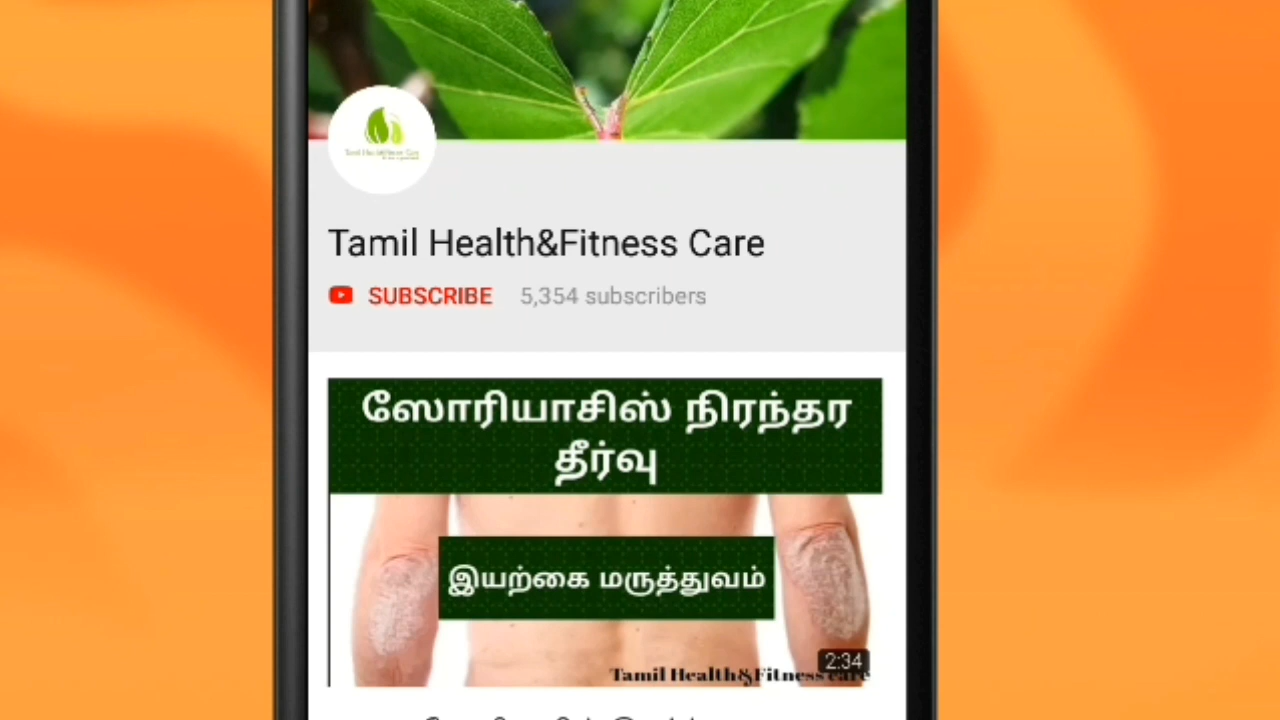 Tamil Health&Fitness Care
SUBSCRIBE 5,354 subscribers
ஸோரியாசிஸ் நிரந்தர
தீர்வு
இயற்கை மருத்துவம்
2:34
Tamil Health&Fitness care